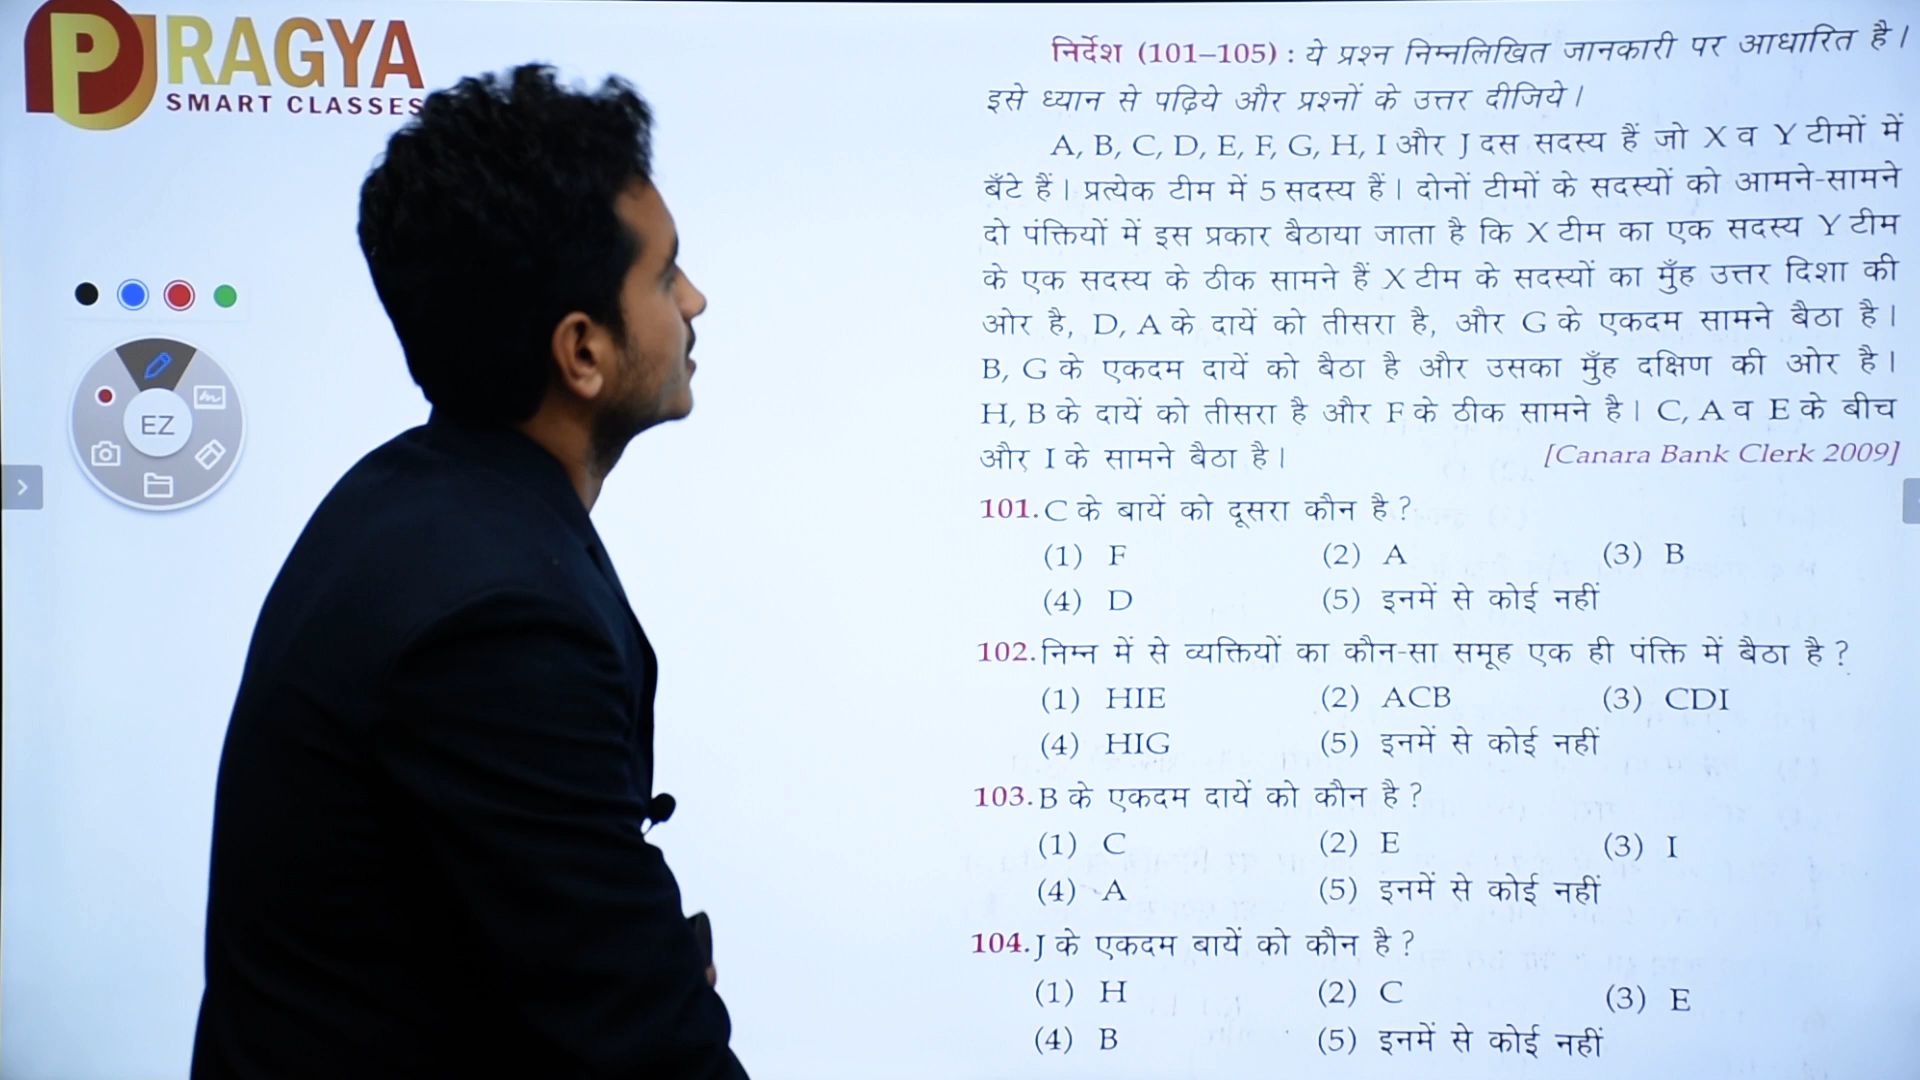 PRAGYA
SMART CLASSES
EZ
निर्देश (101–105) : ये प्रश्न निम्नलिखित जानकारी पर आधारित है।
इसे ध्यान से पढ़िये और प्रश्नों के उत्तर दीजिये।
A, B, C, D, E, F, G, H, I और J दस सदस्य हैं जो X व Y टीमों में
बँटे हैं। प्रत्येक टीम में 5 सदस्य हैं। दोनों टीमों के सदस्यों को आमने-सामने
दो पंक्तियों में इस प्रकार बैठाया जाता है कि X टीम का एक सदस्य Y टीम
के एक सदस्य के ठीक सामने हैं X टीम के सदस्यों का मुँह उत्तर दिशा की
ओर है, D, A के दायें को तीसरा है, और G के एकदम सामने बैठा है।
B, G के एकदम दायें को बैठा है और उसका मुँह दक्षिण की ओर है।
H, B के दायें को तीसरा है और F के ठीक सामने है। C, A व E के बीच
और I के सामने बैठा है। [Canara Bank Clerk 2009]
101. C के बायें को दूसरा कौन है?
(1) F (2) A (3) B
(4) D (5) इनमें से कोई नहीं
102. निम्न में से व्यक्तियों का कौन-सा समूह एक ही पंक्ति में बैठा है?
(1) HIE (2) ACB (3) CDI
(4) HIG (5) इनमें से कोई नहीं
103. B के एकदम दायें को कौन है?
(1) C (2) E (3) I
(4) A (5) इनमें से कोई नहीं
104. J के एकदम बायें को कौन है?
(1) H (2) C (3) E
(4) B (5) इनमें से कोई नहीं